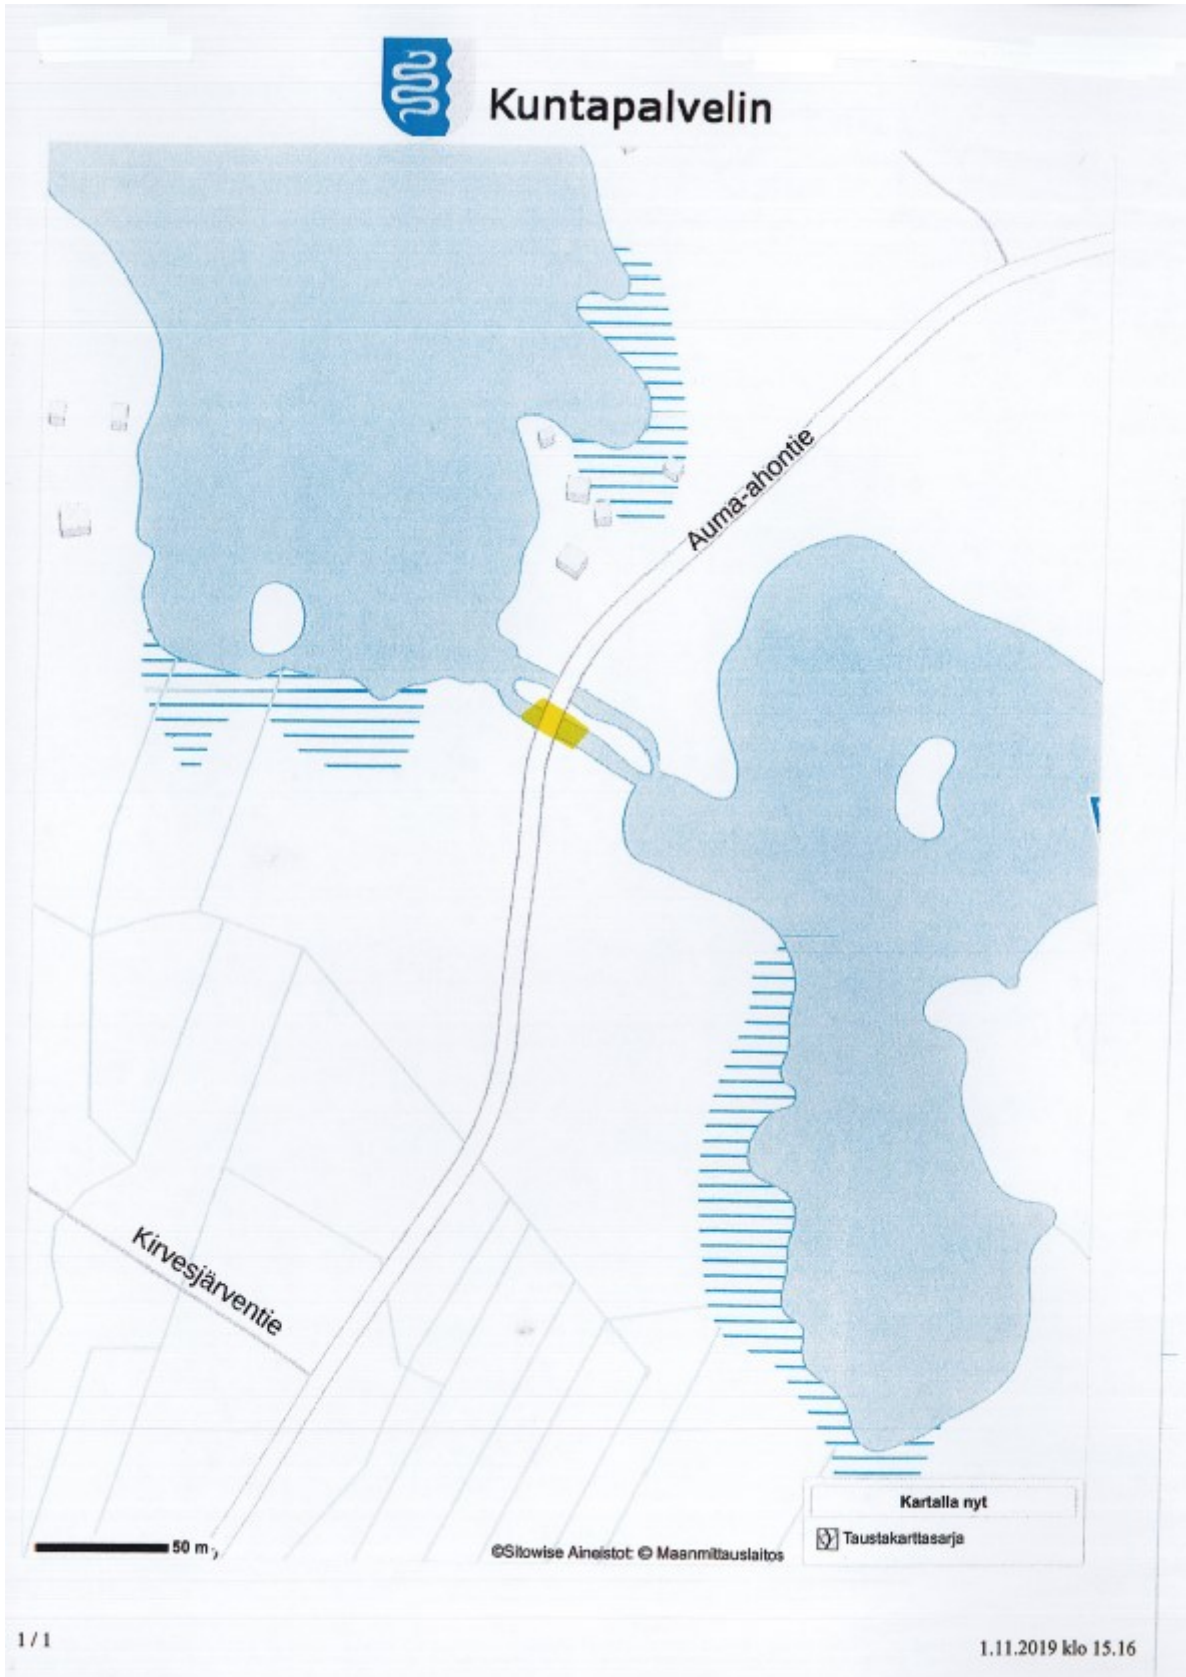 Kuntapalvelin
Auma-ahontie
Kirvesjärventie
50 m
©Sitowise Aineistot: © Maanmittauslaitos
Kartalla nyt
Taustakarttasarja
1 / 1
1.11.2019 klo 15.16